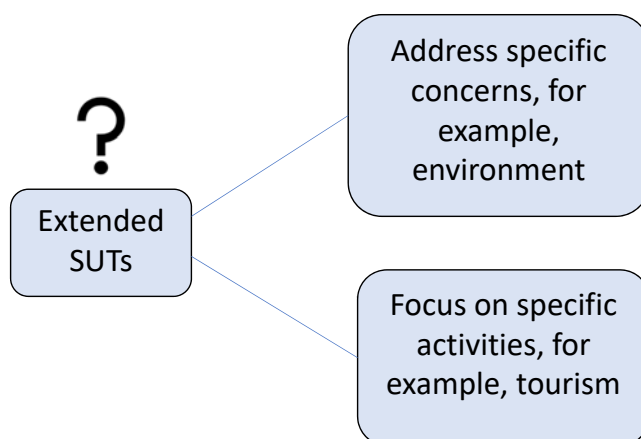 ?
Extended
SUTs
Address specific
concerns, for
example,
environment
Focus on specific
activities, for
example, tourism